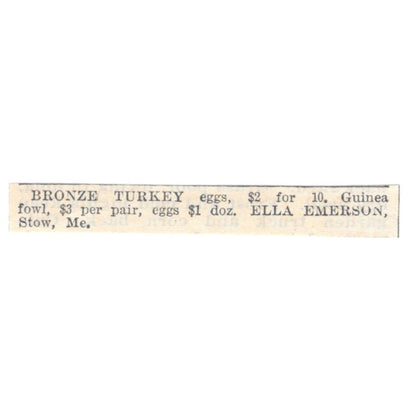 BRONZE TURKEY eggs, $2 for 10. Guinea
fowl, $3 per pair, eggs $1 doz. ELLA EMERSON,
Stow, Me.